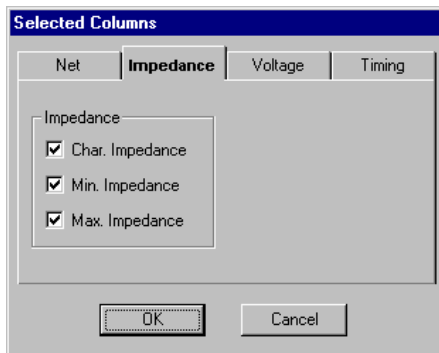 Selected Columns
Net Impedance Voltage Timing
Impedance
Char. Impedance
Min. Impedance
Max. Impedance
OK Cancel